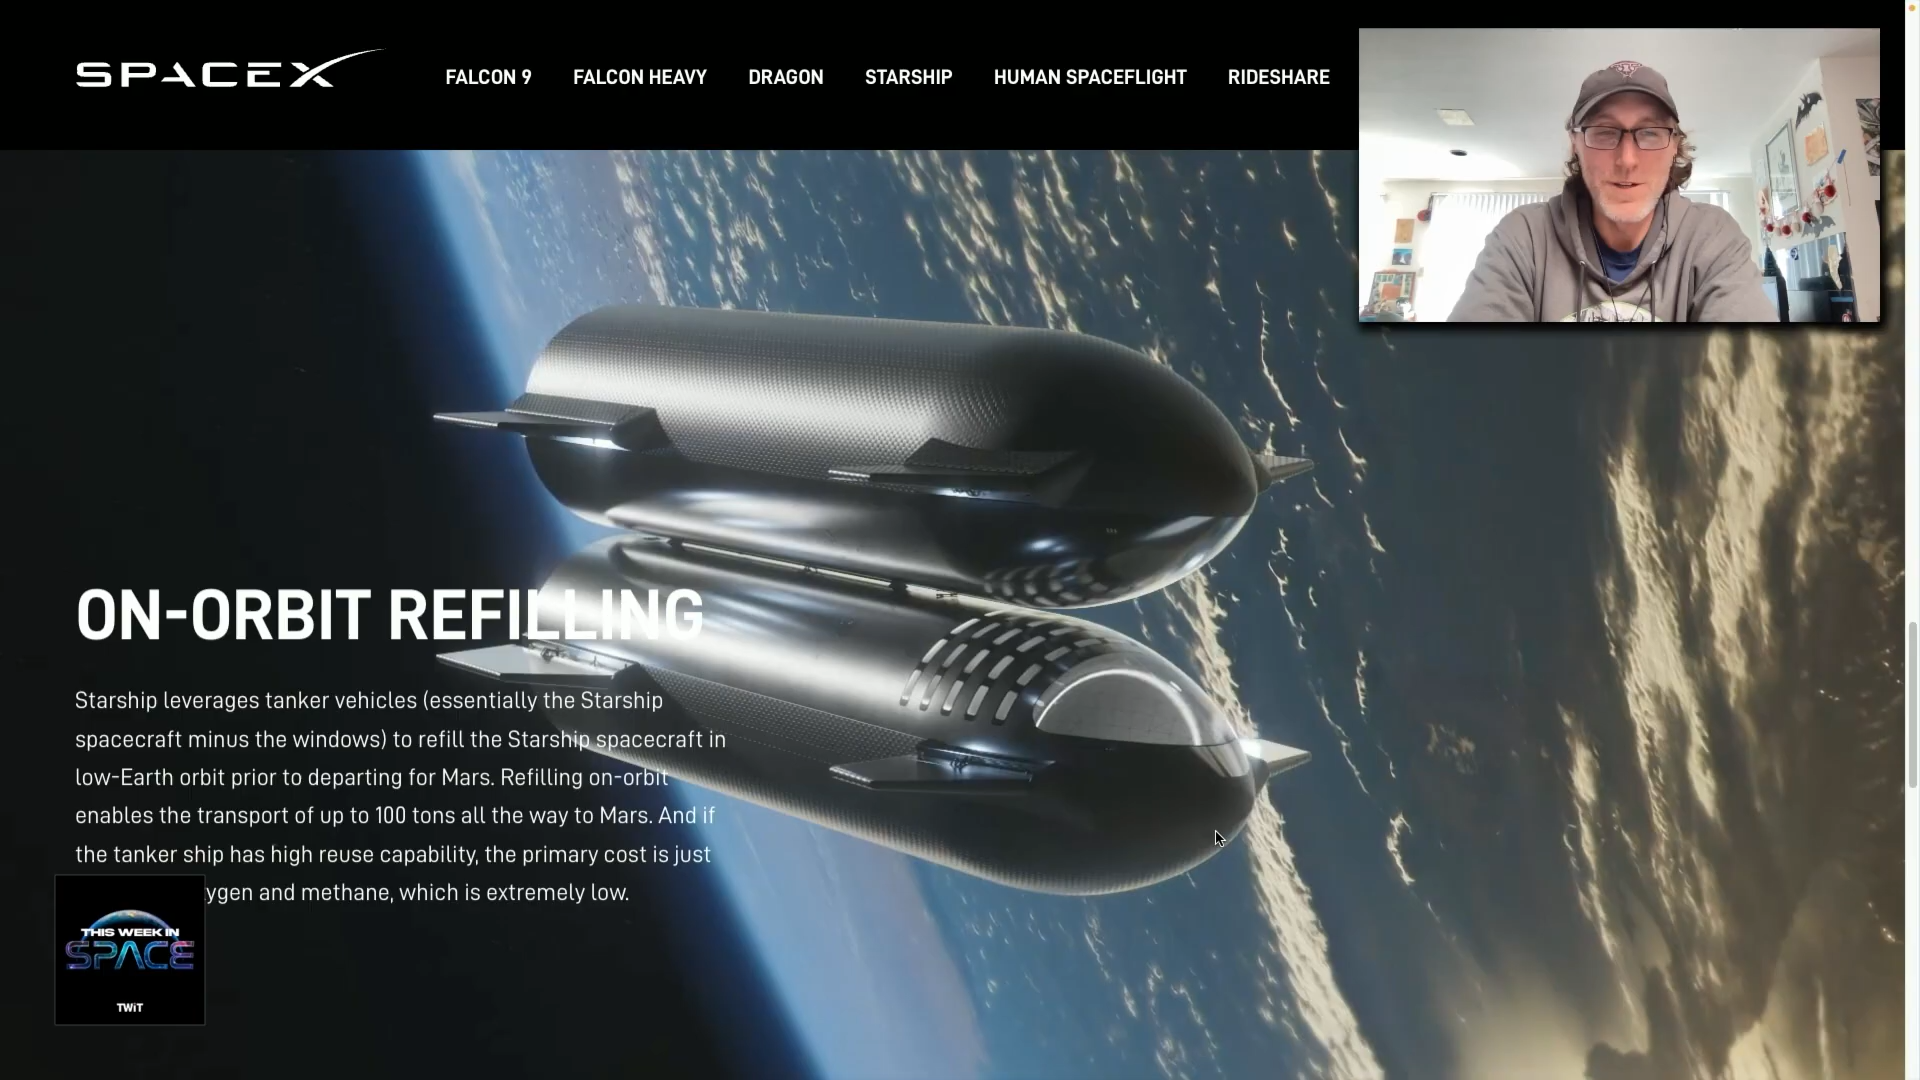 SPACEX
FALCON 9 FALCON HEAVY DRAGON STARSHIP HUMAN SPACEFLIGHT RIDESHARE
ON-ORBIT REFILLING
Starship leverages tanker vehicles (essentially the Starship
spacecraft minus the windows) to refill the Starship spacecraft in
low-Earth orbit prior to departing for Mars. Refilling on-orbit
enables the transport of up to 100 tons all the way to Mars. And if
the tanker ship has high reuse capability, the primary cost is just
ygen and methane, which is extremely low.
THIS WEEK IN
SPACE
TWiT